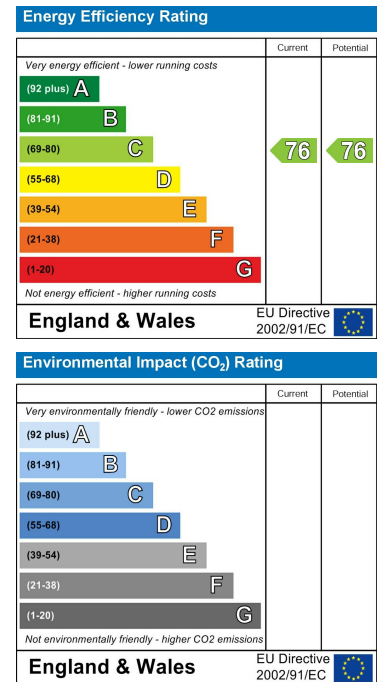 Energy Efficiency Rating
Current Potential
Very energy efficient - lower running costs
(92 plus) A
(81-91) B
(69-80) C 76 76
(55-68) D
(39-54) E
(21-38) F
(1-20) G
Not energy efficient - higher running costs
England & Wales EU Directive
2002/91/EC
Environmental Impact (CO₂) Rating
Current Potential
Very environmentally friendly - lower CO2 emissions
(92 plus) A
(81-91) B
(69-80) C
(55-68) D
(39-54) E
(21-38) F
(1-20) G
Not environmentally friendly - higher CO2 emissions
England & Wales EU Directive
2002/91/EC